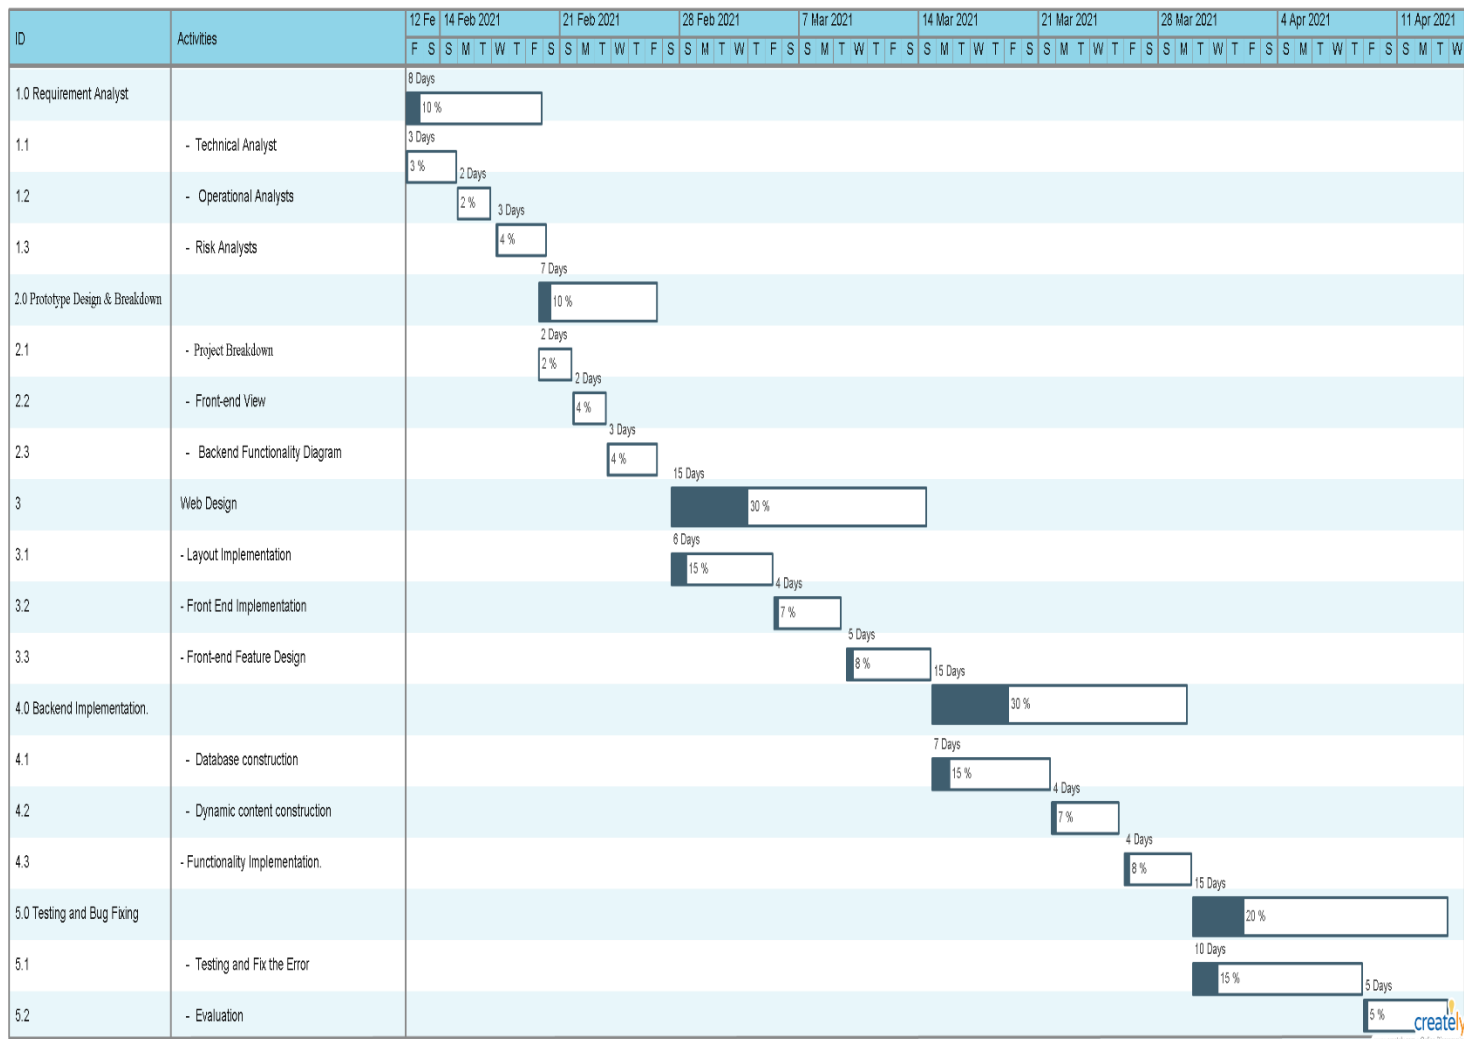 ID Activities 12 Fe 14 Feb 2021 21 Feb 2021 28 Feb 2021 7 Mar 2021 14 Mar 2021 21 Mar 2021 28 Mar 2021 4 Apr 2021 11 Apr 2021
F S S M T W T F S S M T W T F S S M T W T F S S M T W T F S S M T W T F S S M T W T F S S M T W T F S S M T W T F S S M T W
8 Days
1.0 Requirement Analyst
10 %
3 Days
1.1 - Technical Analyst
3 %
2 Days
1.2 - Operational Analysts
2 %
3 Days
1.3 - Risk Analysts
4 %
7 Days
2.0 Prototype Design & Breakdown
10 %
2 Days
2.1 - Project Breakdown
2 %
2 Days
2.2 - Front-end View
4 %
3 Days
2.3 - Backend Functionality Diagram
4 %
15 Days
3 Web Design
30 %
6 Days
3.1 - Layout Implementation
15 %
4 Days
3.2 - Front End Implementation
7 %
5 Days
3.3 - Front-end Feature Design
8 %
15 Days
4.0 Backend Implementation.
30 %
7 Days
4.1 - Database construction
15 %
4 Days
4.2 - Dynamic content construction
7 %
4 Days
4.3 - Functionality Implementation.
8 %
15 Days
5.0 Testing and Bug Fixing
20 %
10 Days
5.1 - Testing and Fix the Error
15 %
5 Days
5.2 - Evaluation
5 %
creately